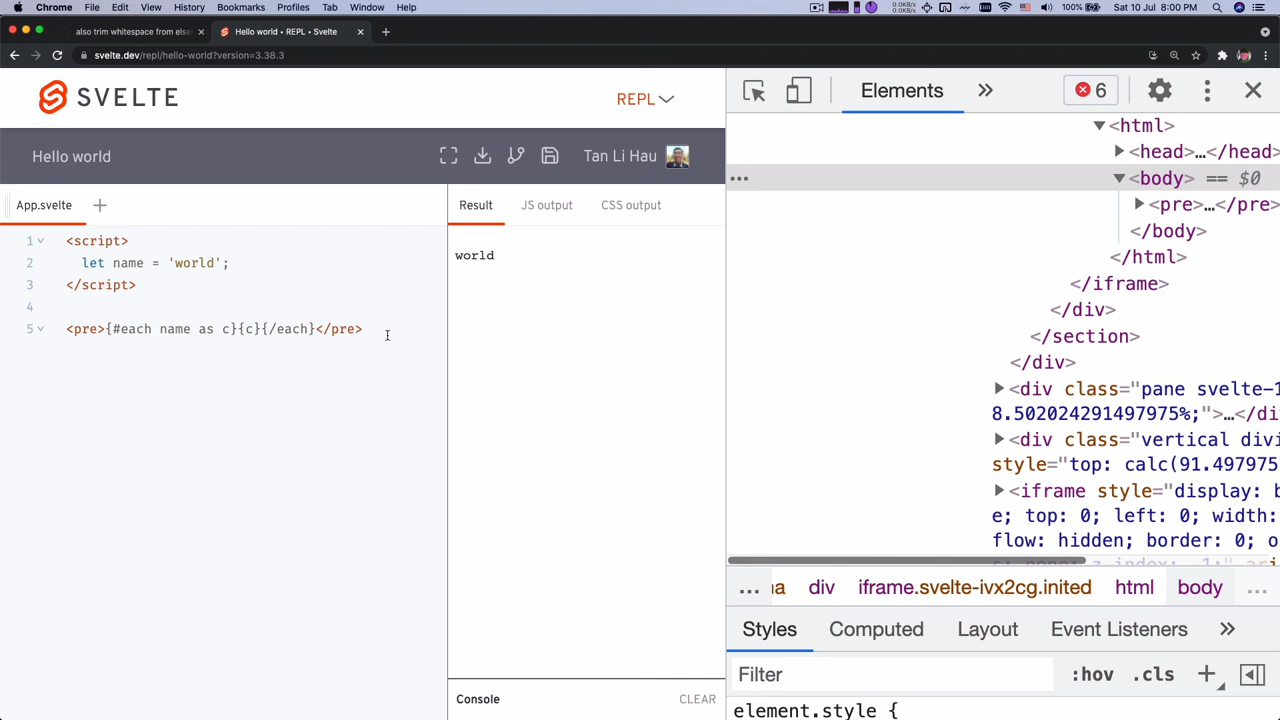 Chrome File Edit View History Bookmarks Profiles Tab Window Help
0.0KB/s
0.0KB/s
100%
Sat 10 Jul 8:00 PM
also trim whitespace from else
Hello world • REPL • Svelte
svelte.dev/repl/hello-world?version=3.38.3
SVELTE
REPL
Hello world
Tan Li Hau
App.svelte
Result
JS output
CSS output
1 <script>
2 let name = 'world';
3 </script>
4
5 <pre>{#each name as c}{c}{/each}</pre>
world
Console
CLEAR
Elements
6
<html>
<head>…</head>
… <body> == $0
<pre>…</pre>
</body>
</html>
</iframe>
</div>
</section>
</div>
<div class="pane svelte-1
8.502024291497975%;">…</di
<div class="vertical divi
style="top: calc(91.497975
<iframe style="display: b
e; top: 0; left: 0; width:
flow: hidden; border: 0; o
… div iframe.svelte-ivx2cg.inited html body …
Styles Computed Layout Event Listeners
Filter
:hov .cls
element.style {